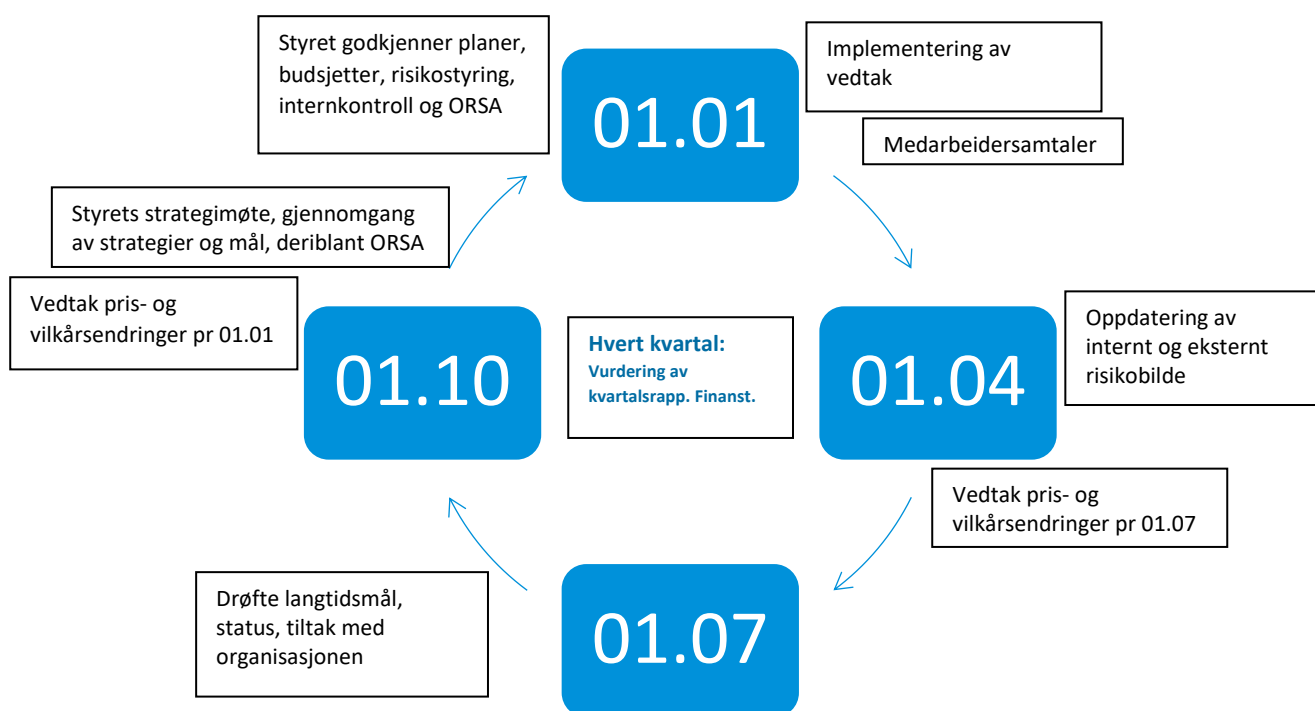 Styret godkjenner planer,
budsjetter, risikostyring,
internkontroll og ORSA
01.01
Implementering av
vedtak
Medarbeidersamtaler
Styrets strategimøte, gjennomgang
av strategier og mål, deriblant ORSA
Vedtak pris- og
vilkårsendringer pr 01.01
01.10
Hvert kvartal:
Vurdering av
kvartalsrapp. Finanst.
01.04
Oppdatering av
internt og eksternt
risikobilde
Vedtak pris- og
vilkårsendringer pr 01.07
Drøfte langtidsmål,
status, tiltak med
organisasjonen
01.07